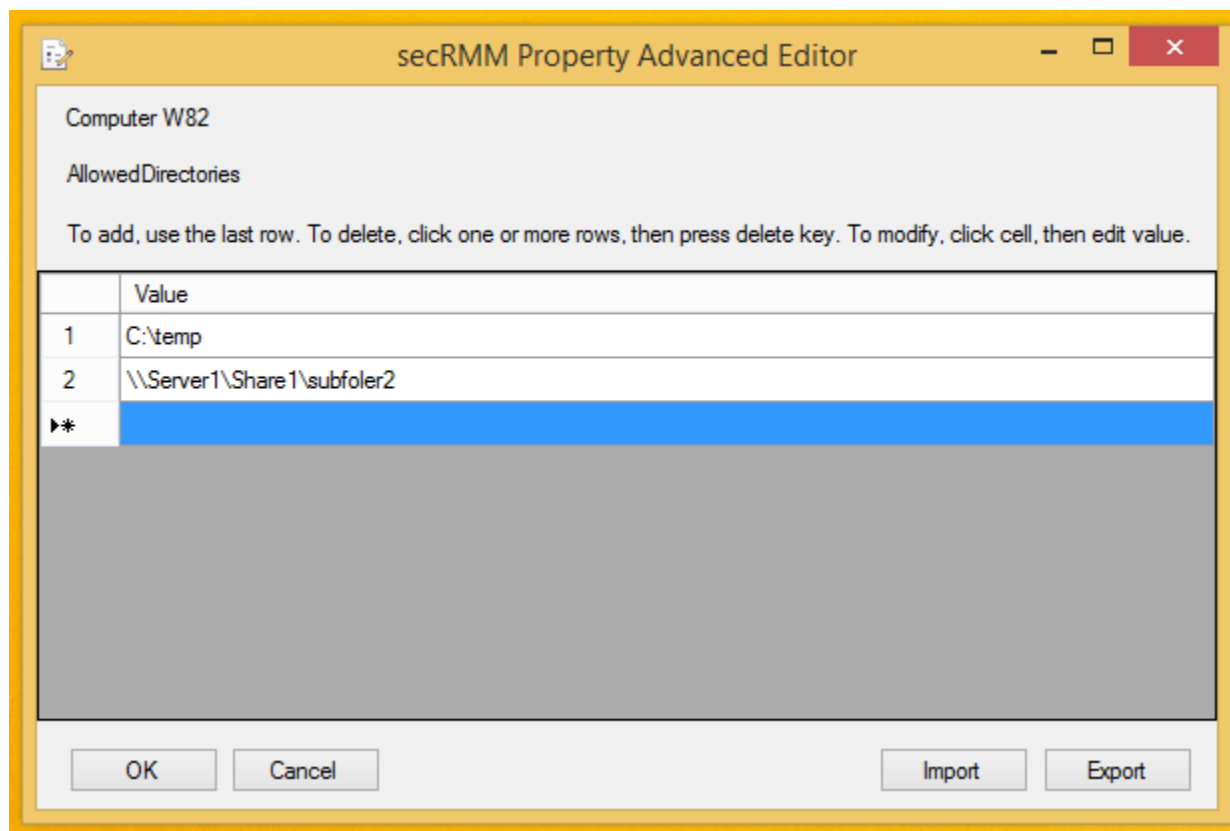 secRMM Property Advanced Editor
Computer W82
AllowedDirectories
To add, use the last row. To delete, click one or more rows, then press delete key. To modify, click cell, then edit value.
Value
1 C:\temp
2 \\Server1\Share1\subfoler2
OK Cancel Import Export